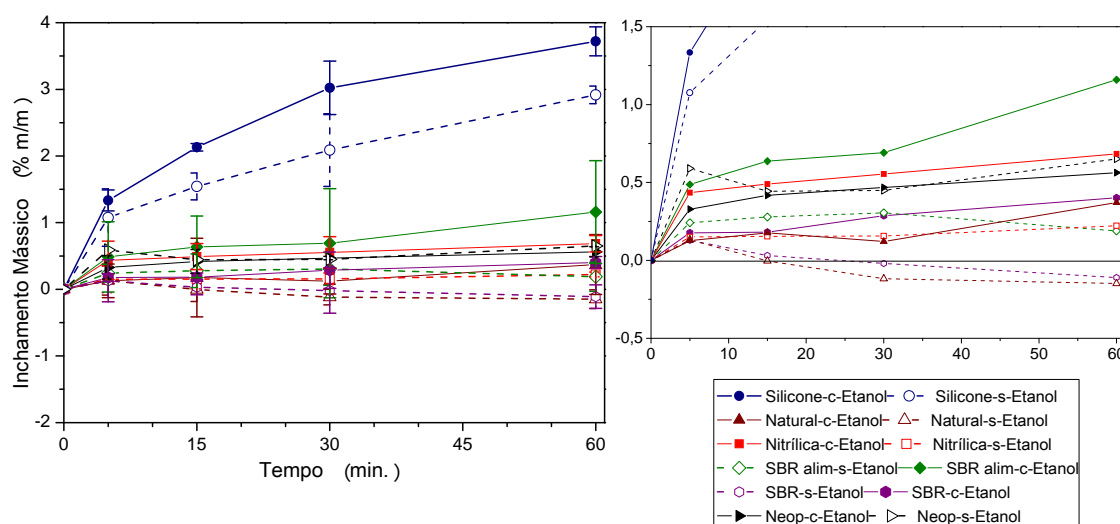 Inchamento Mássico (% m/m)
4
3
2
1
0
-1
-2
0 15 30 45 60
Tempo (min.)
1,5
1,0
0,5
0,0
-0,5
0 10 20 30 40 50 60
Silicone-c-Etanol Silicone-s-Etanol
Natural-c-Etanol Natural-s-Etanol
Nitrílica-c-Etanol Nitrílica-s-Etanol
SBR alim-s-Etanol SBR alim-c-Etanol
SBR-s-Etanol SBR-c-Etanol
Neop-c-Etanol Neop-s-Etanol